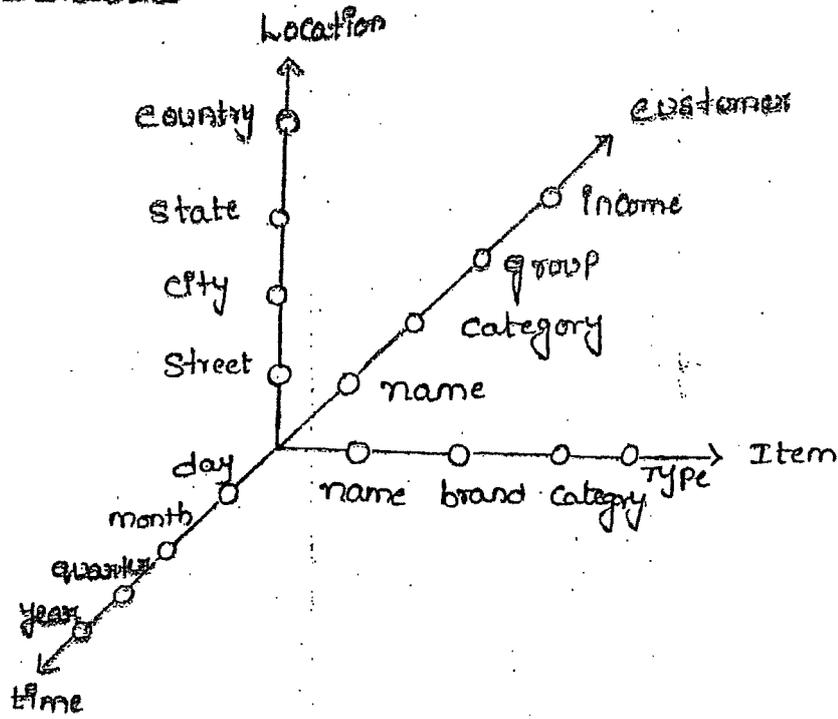 Location
Country
State
City
Street
customer
income
group
category
name
Item
name brand categry Type
day
month
quarter
year
time